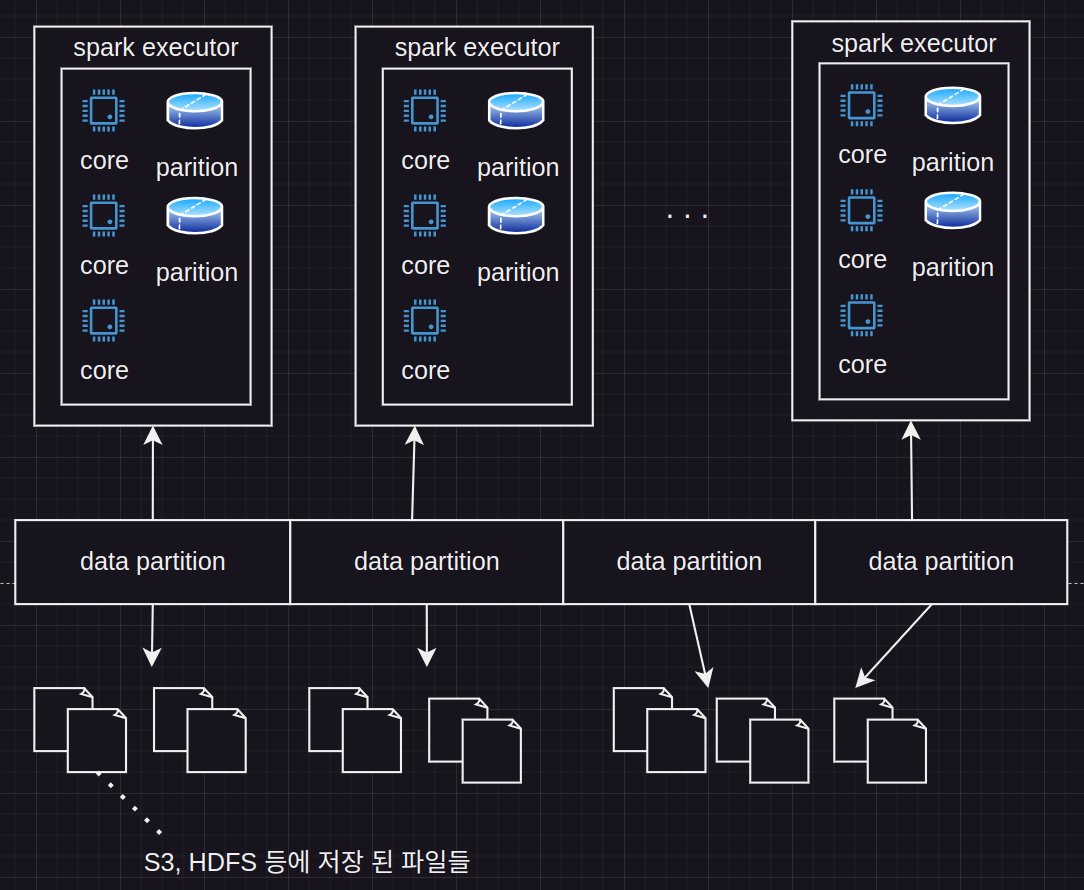 spark executor
spark executor
spark executor
core
parition
core
parition
core
parition
core
parition
core
parition
core
parition
core
core
core
. . .
data partition
data partition
data partition
data partition
S3, HDFS 등에 저장 된 파일들